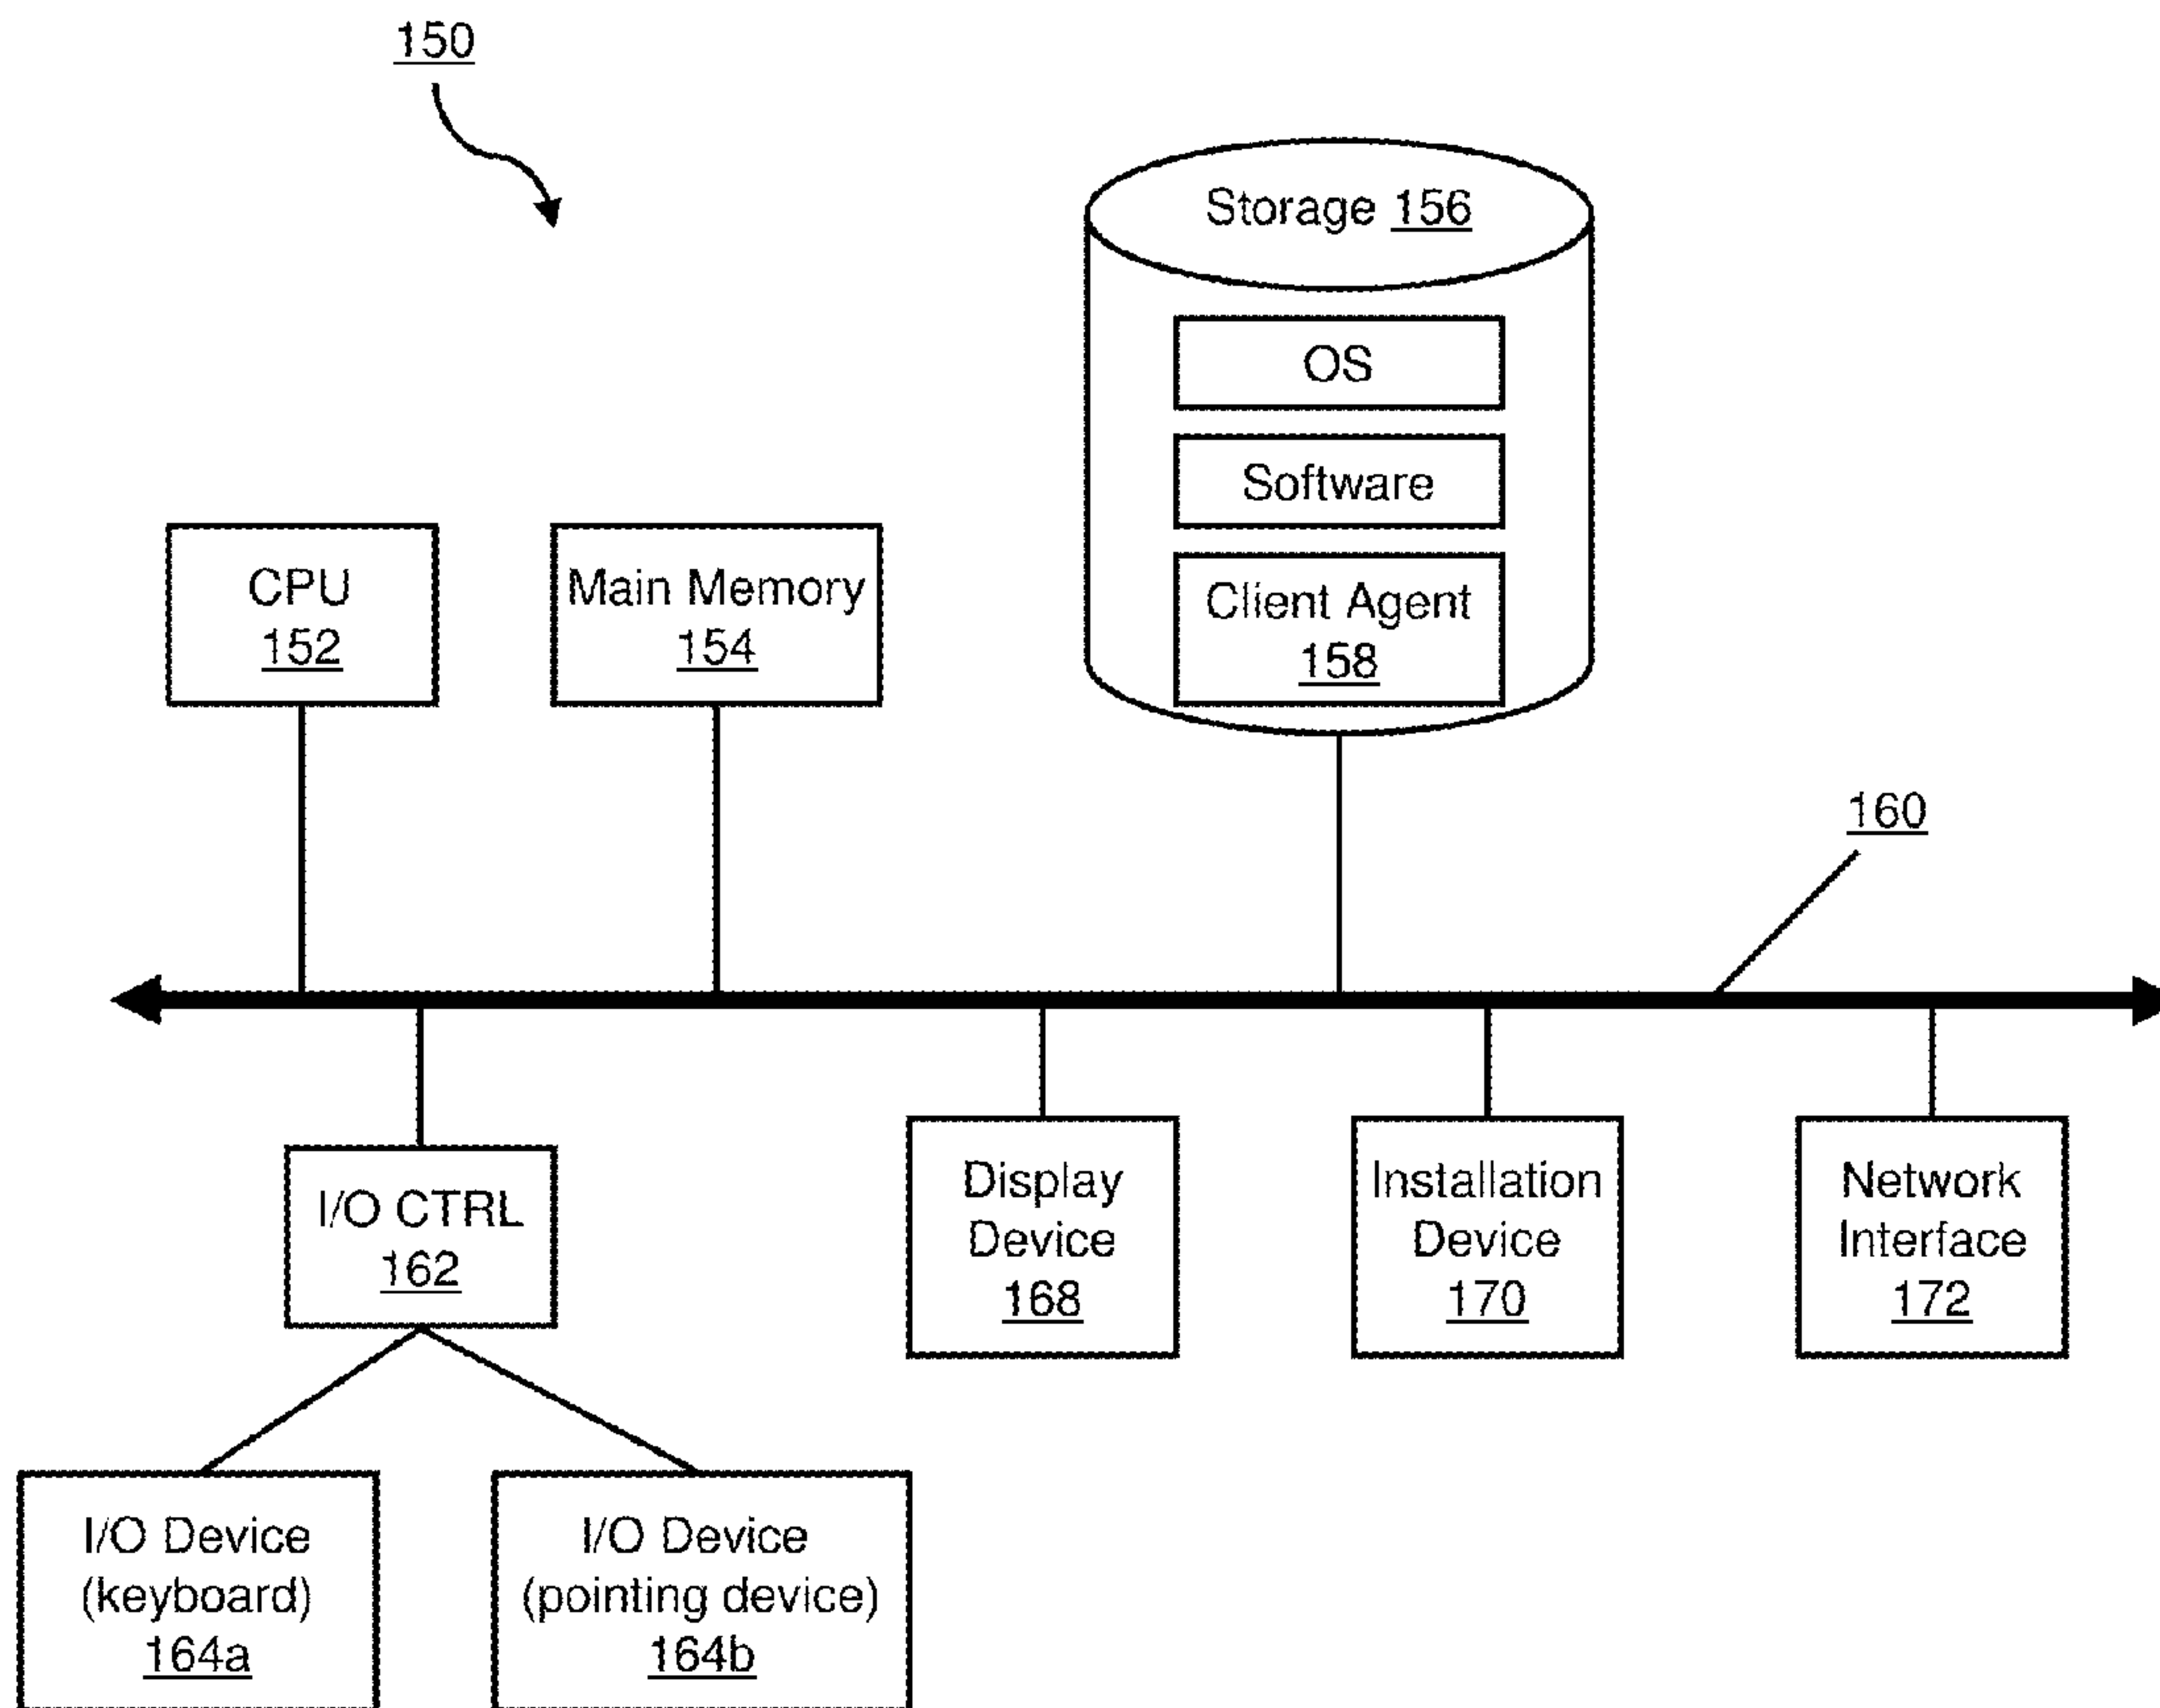 150
Storage 156
OS
Software
Client Agent
158
CPU
152
Main Memory
154
160
I/O CTRL
162
Display
Device
168
Installation
Device
170
Network
Interface
172
I/O Device
(keyboard)
164a
I/O Device
(pointing device)
164b